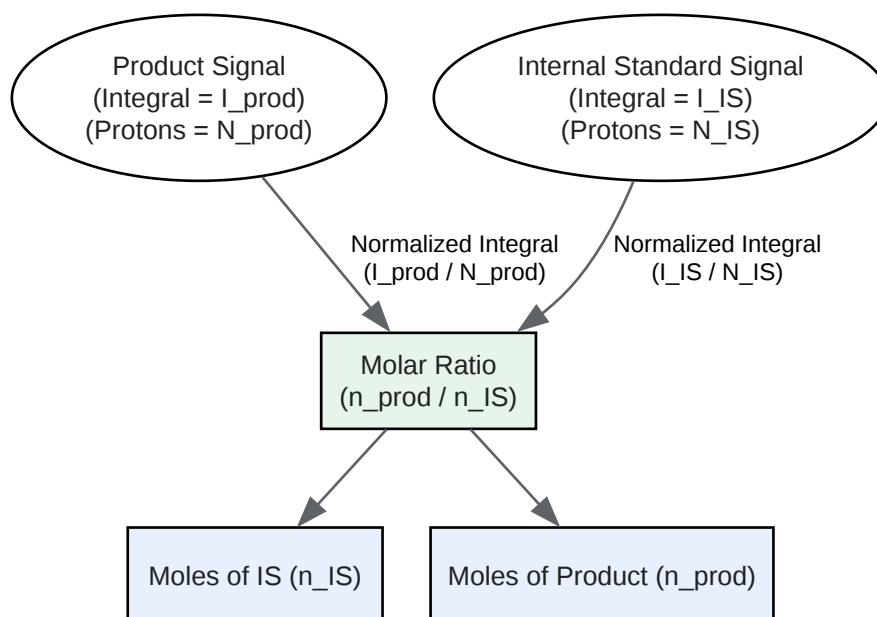 Product Signal
(Integral = I_prod)
(Protons = N_prod)
Internal Standard Signal
(Integral = I_IS)
(Protons = N_IS)
Normalized Integral
(I_prod / N_prod)
Normalized Integral
(I_IS / N_IS)
Molar Ratio
(n_prod / n_IS)
Moles of IS (n_IS)
Moles of Product (n_prod)